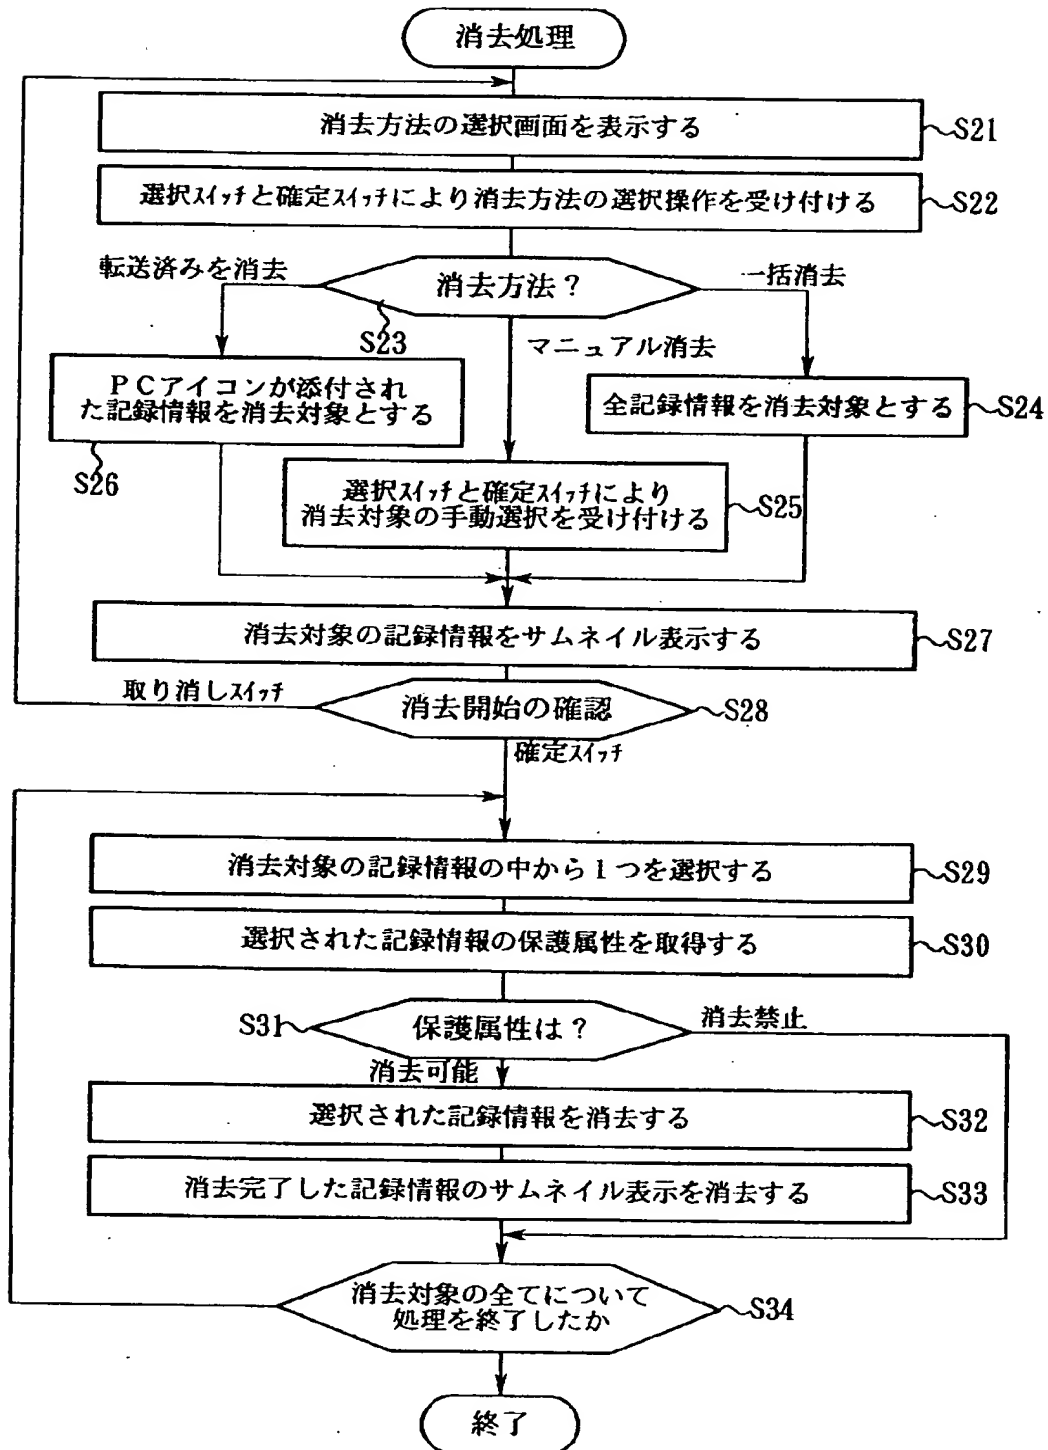 消去処理
消去方法の選択画面を表示する
S21
選択スイッチと確定スイッチにより消去方法の選択操作を受け付ける
S22
転送済みを消去
消去方法？
一括消去
S23
マニュアル消去
ＰＣアイコンが添付され
た記録情報を消去対象とする
S26
全記録情報を消去対象とする
S24
選択スイッチと確定スイッチにより
消去対象の手動選択を受け付ける
S25
消去対象の記録情報をサムネイル表示する
S27
取り消しスイッチ
消去開始の確認
S28
確定スイッチ
消去対象の記録情報の中から１つを選択する
S29
選択された記録情報の保護属性を取得する
S30
S31
保護属性は？
消去禁止
消去可能
選択された記録情報を消去する
S32
消去完了した記録情報のサムネイル表示を消去する
S33
消去対象の全てについて
処理を終了したか
S34
終了